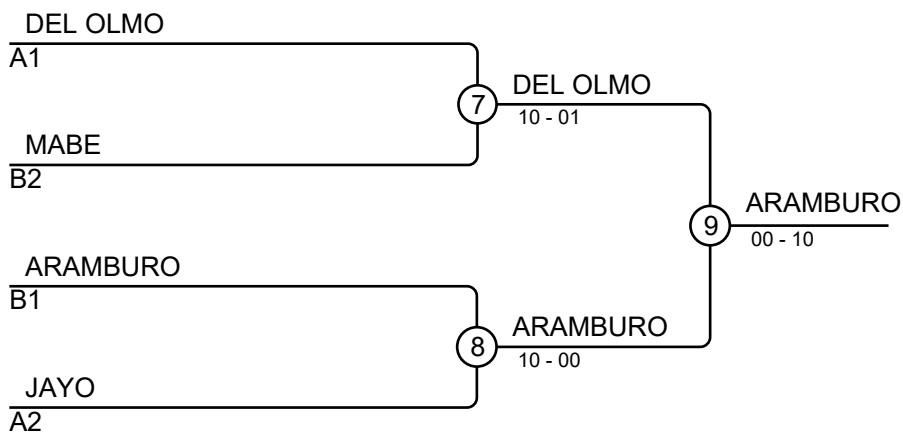 DEL OLMO
A1
7
DEL OLMO
10 - 01
MABE
B2
9
ARAMBURO
00 - 10
ARAMBURO
B1
8
ARAMBURO
10 - 00
JAYO
A2